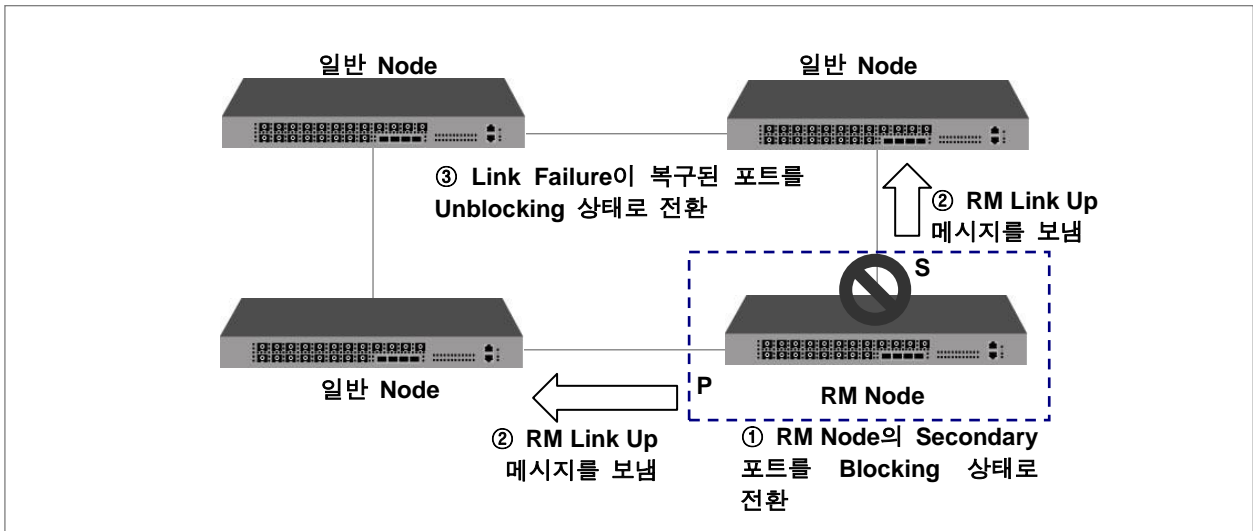 일반 Node
일반 Node
③ Link Failure이 복구된 포트를
Unblocking 상태로 전환
② RM Link Up
메시지를 보냄
S
일반 Node
P
RM Node
② RM Link Up
메시지를 보냄
① RM Node의 Secondary
포트를 Blocking 상태로
전환